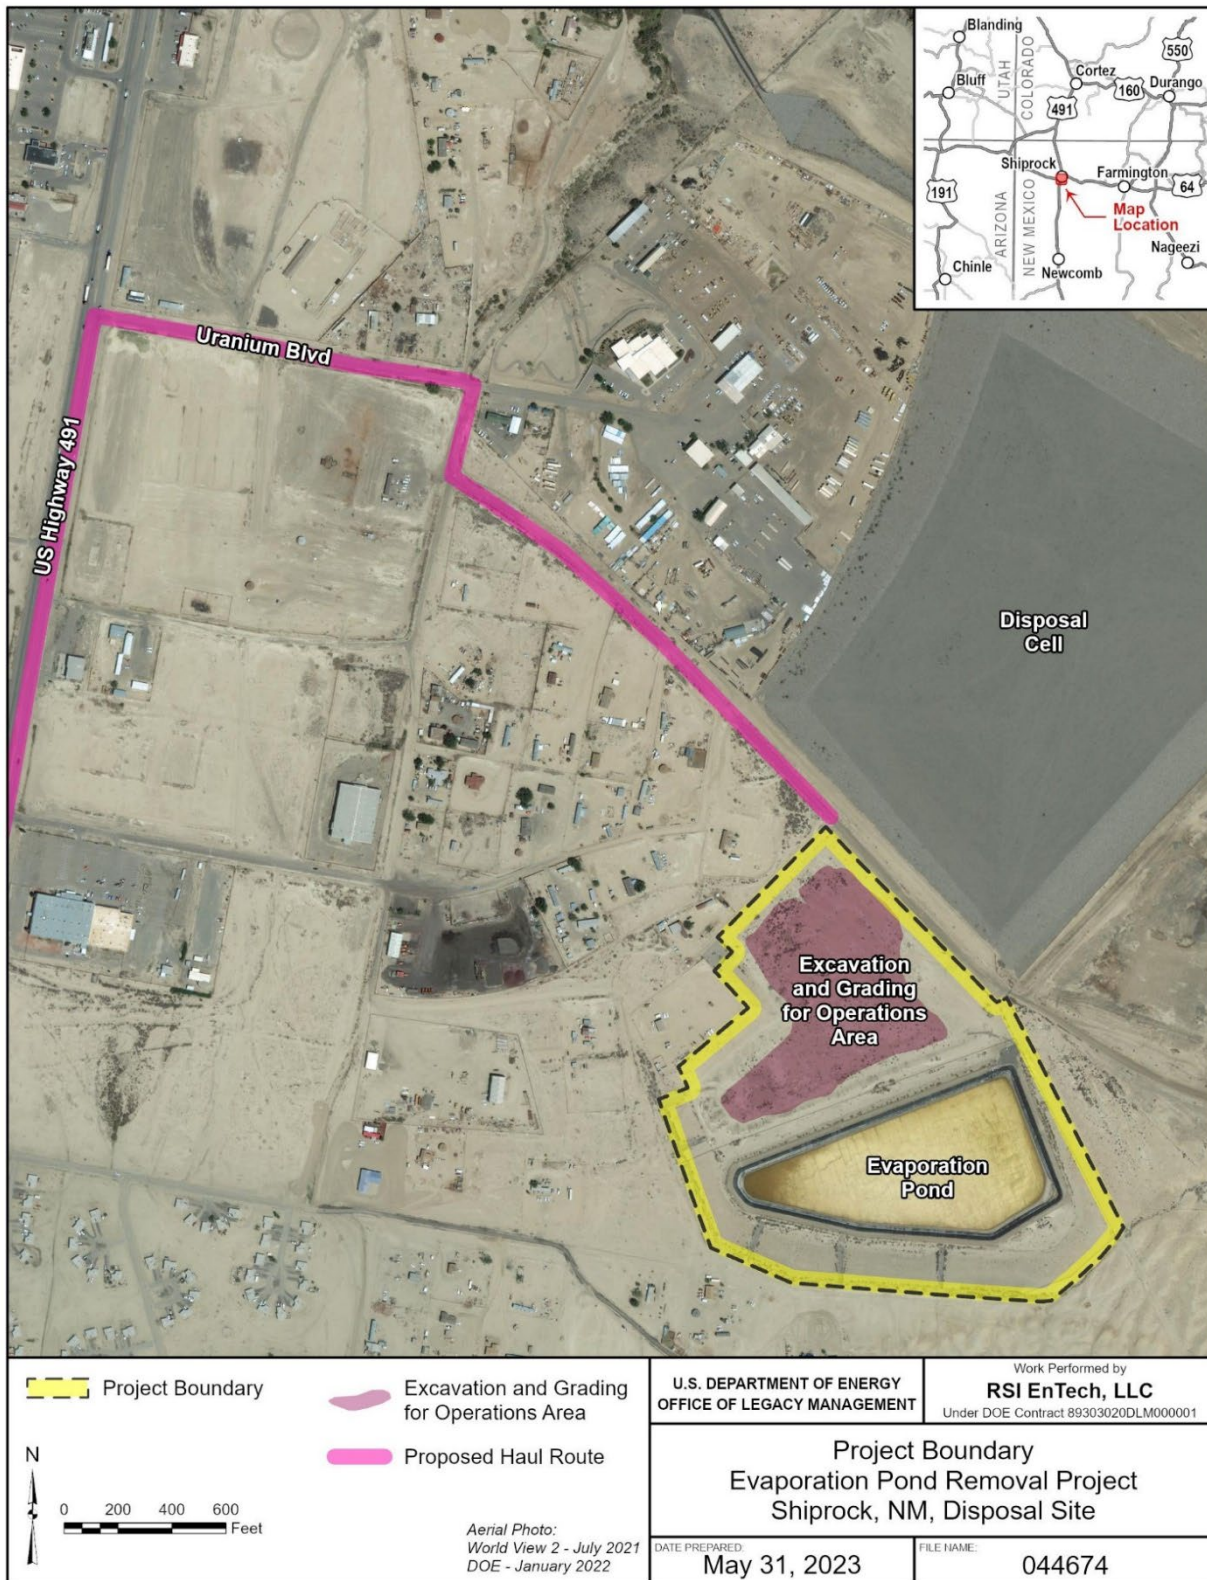 Blanding
550
UTAH
COLORADO
Bluff
Cortez
160
Durango
491
Shiprock
Farmington
191
64
ARIZONA
NEW MEXICO
Map
Location
Nageezi
Chinle
Newcomb
Uranium Blvd
US Highway 491
Disposal
Cell
Excavation
and Grading
for Operations
Area
Evaporation
Pond
Project Boundary
Excavation and Grading
for Operations Area
Proposed Haul Route
N
0 200 400 600
Feet
Aerial Photo:
World View 2 - July 2021
DOE - January 2022
U.S. DEPARTMENT OF ENERGY
OFFICE OF LEGACY MANAGEMENT
Work Performed by
RSI EnTech, LLC
Under DOE Contract 89303020DLM000001
Project Boundary
Evaporation Pond Removal Project
Shiprock, NM, Disposal Site
DATE PREPARED:
May 31, 2023
FILE NAME:
044674